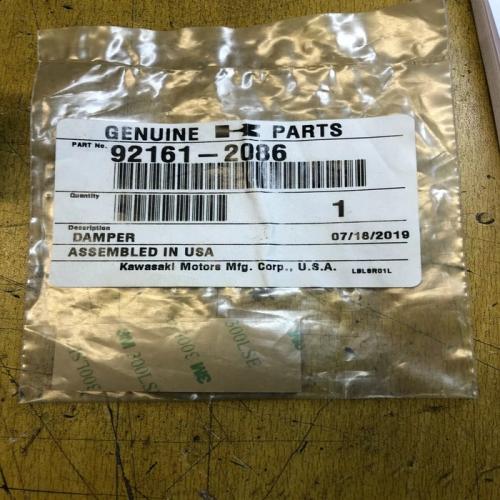 GENUINE K PARTS
PART No. 92161-2086
Quantity 1
Description
DAMPER 07/18/2019
ASSEMBLED IN USA
Kawasaki Motors Mfg. Corp., U.S.A. LBLSR01L
300LSE
3M 300LSE
3M
300LS